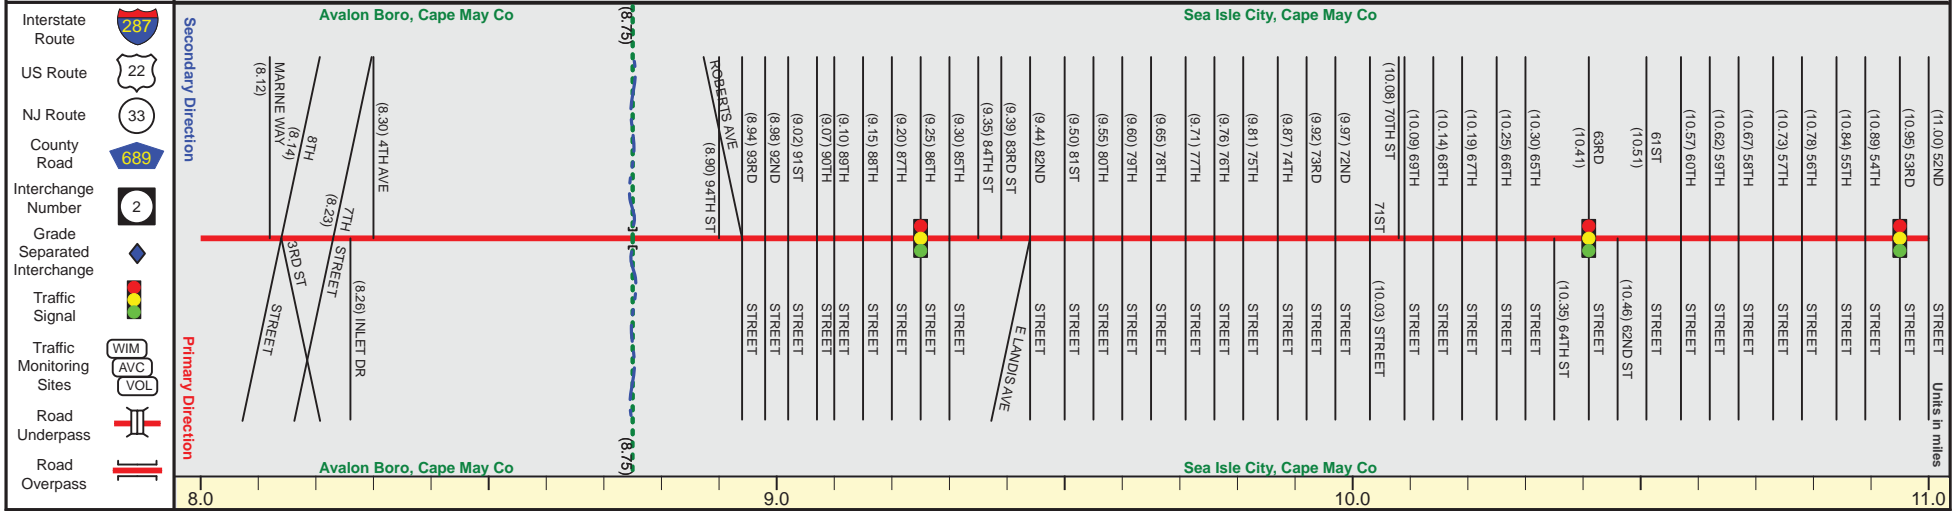 Interstate
Route
287
US Route
22
NJ Route
33
County
Road
689
Interchange
Number
2
Grade
Separated
Interchange
Traffic
Signal
Traffic
Monitoring
Sites
WIM
AVC
VOL
Road
Underpass
Road
Overpass
Secondary Direction
Primary Direction
Avalon Boro, Cape May Co
(8.75)
Sea Isle City, Cape May Co
MARINE WAY
(8.12)
8TH
(8.14)
STREET
3RD ST
7TH
(8.23)
STREET
(8.26) INLET DR
(8.30) 4TH AVE
] [
ROBERTS AVE
(8.90) 94TH ST
(8.94) 93RD
STREET
(8.98) 92ND
STREET
(9.02) 91ST
STREET
(9.07) 90TH
STREET
(9.10) 89TH
STREET
(9.15) 88TH
STREET
(9.20) 87TH
STREET
(9.25) 86TH
STREET
(9.30) 85TH
STREET
(9.35) 84TH ST
(9.39) 83RD ST
E LANDIS AVE
(9.44) 82ND
STREET
(9.50) 81ST
STREET
(9.55) 80TH
STREET
(9.60) 79TH
STREET
(9.65) 78TH
STREET
(9.71) 77TH
STREET
(9.76) 76TH
STREET
(9.81) 75TH
STREET
(9.87) 74TH
STREET
(9.92) 73RD
STREET
(9.97) 72ND
STREET
71ST
(10.03) STREET
(10.08) 70TH ST
(10.09) 69TH
STREET
(10.14) 68TH
STREET
(10.19) 67TH
STREET
(10.25) 66TH
STREET
(10.30) 65TH
STREET
(10.35) 64TH ST
63RD
(10.41)
STREET
(10.46) 62ND ST
61ST
(10.51)
STREET
(10.57) 60TH
STREET
(10.62) 59TH
STREET
(10.67) 58TH
STREET
(10.73) 57TH
STREET
(10.78) 56TH
STREET
(10.84) 55TH
STREET
(10.89) 54TH
STREET
(10.95) 53RD
STREET
(11.00) 52ND
STREET
Units in miles
Avalon Boro, Cape May Co
(8.75)
Sea Isle City, Cape May Co
8.0 9.0 10.0 11.0